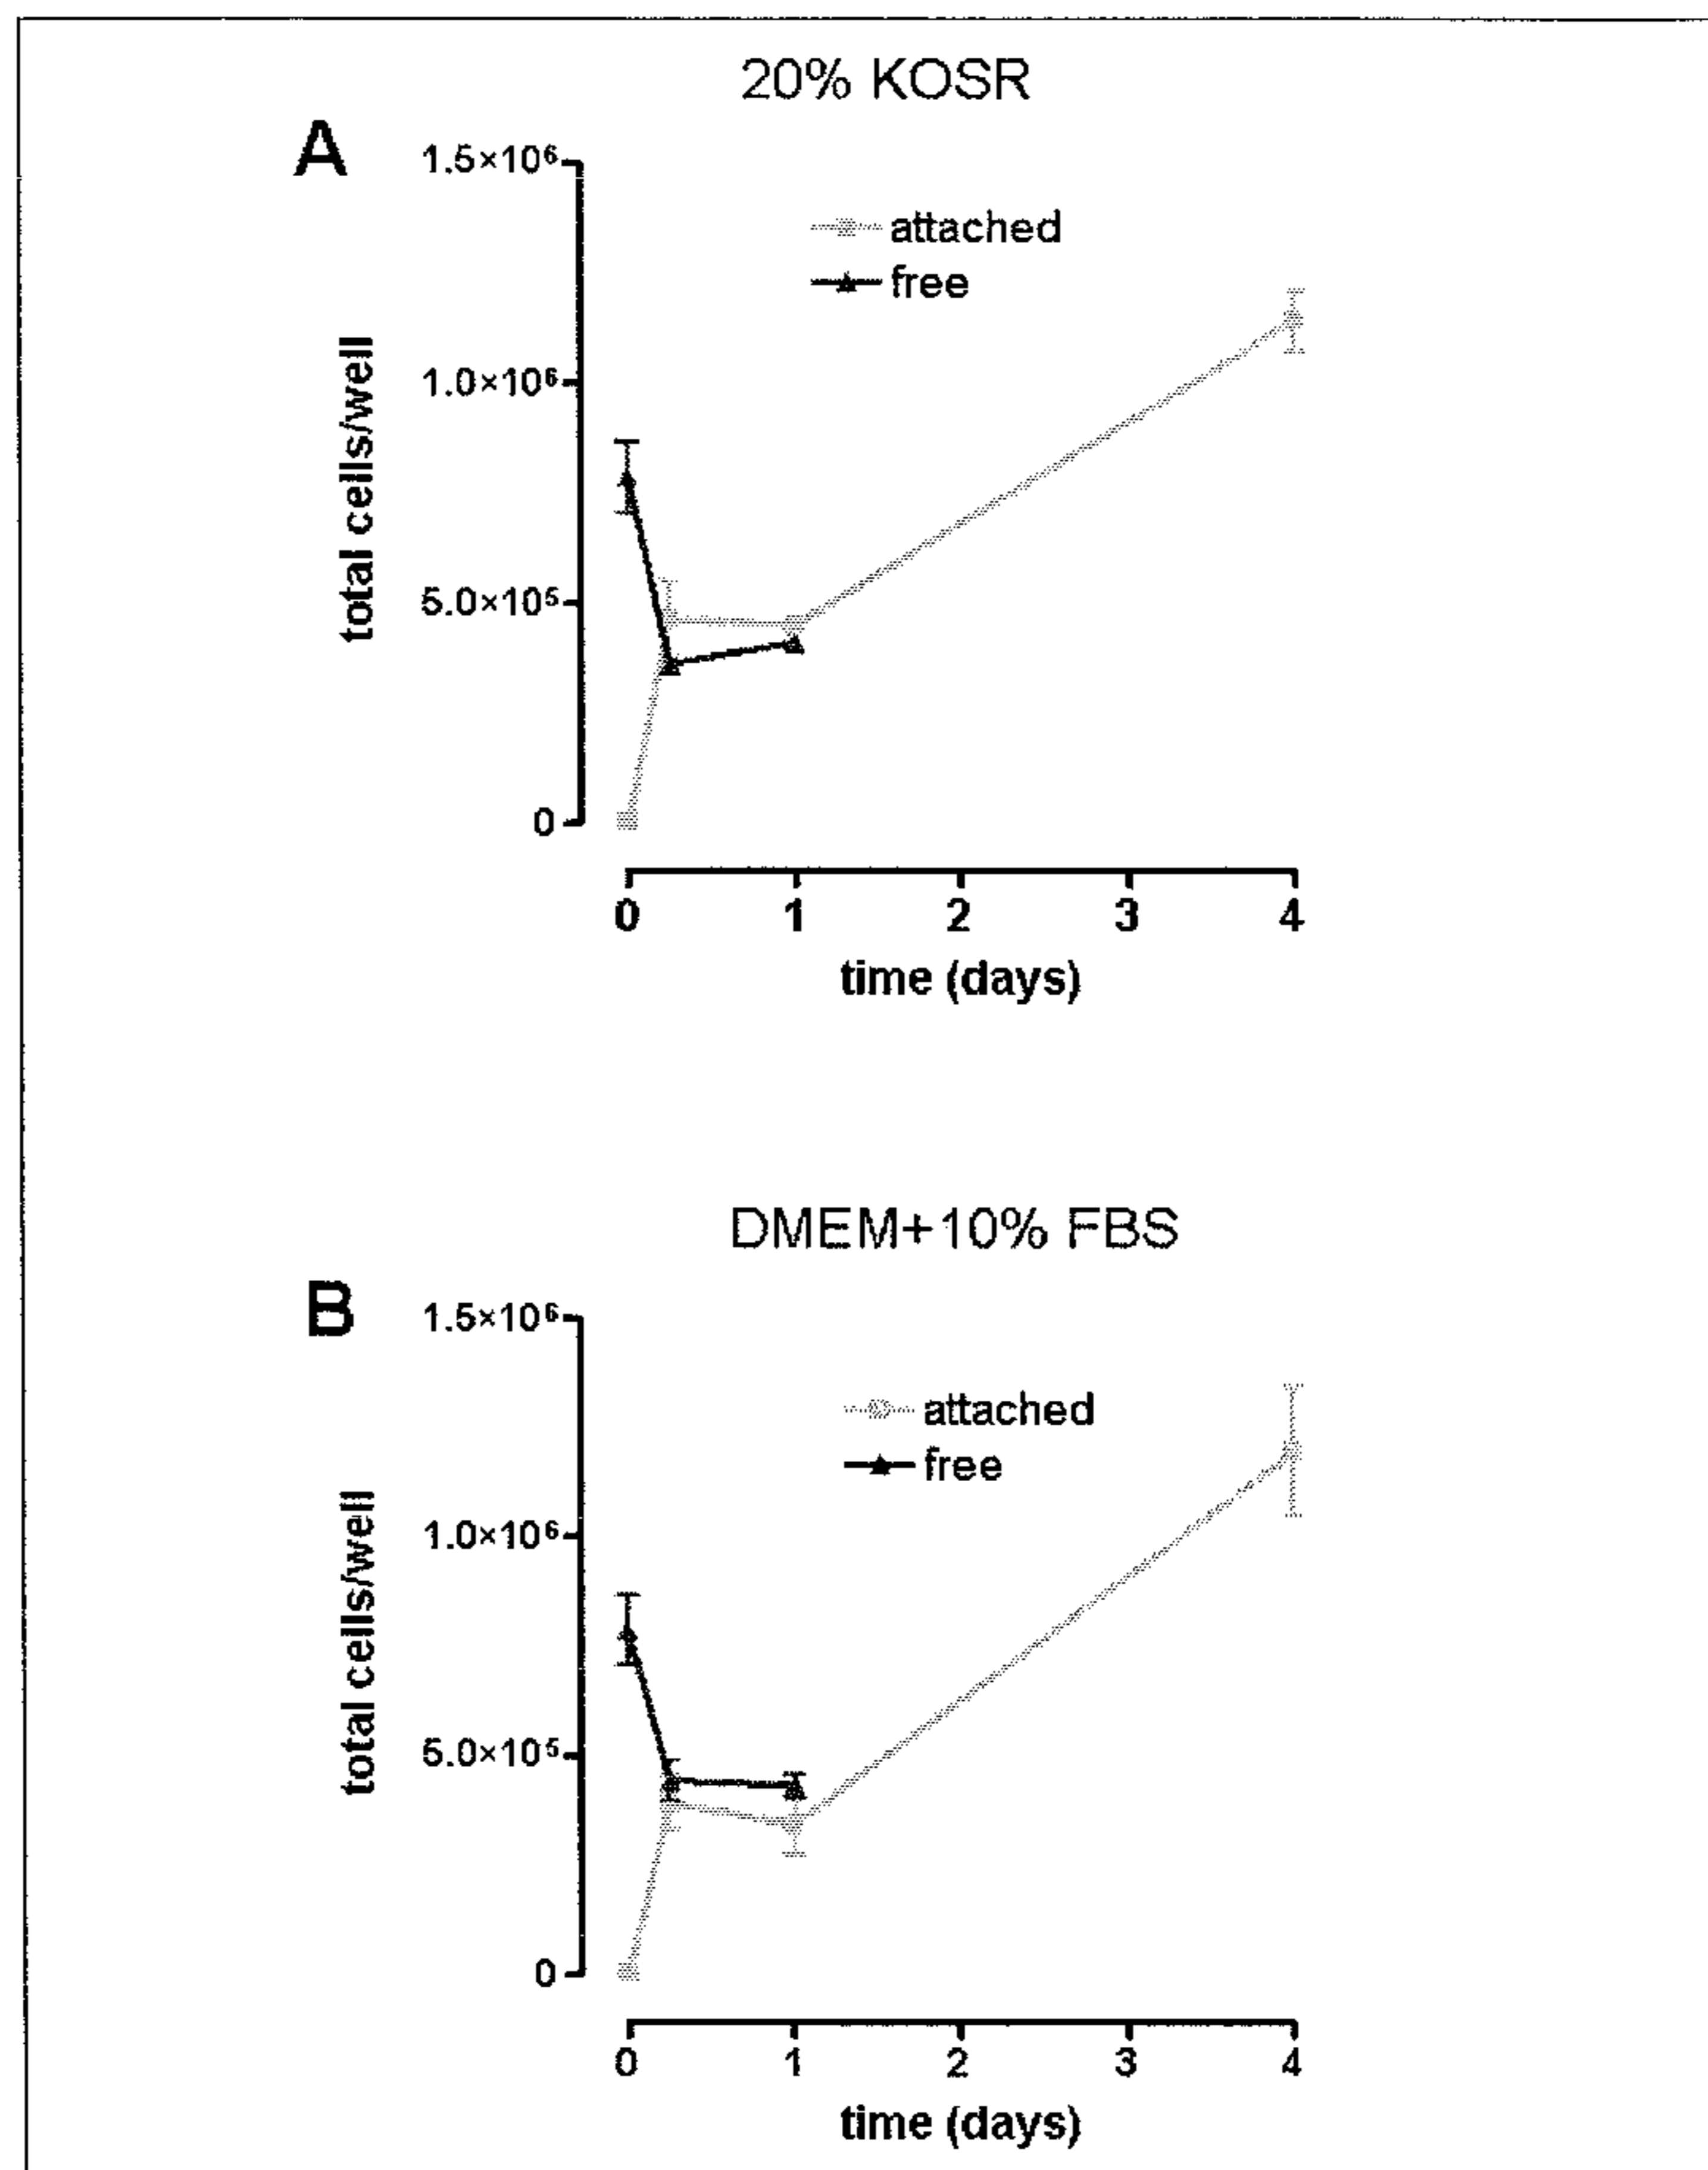 20% KOSR
A
1.5×10⁶
attached
free
1.0×10⁶
total cells/well
5.0×10⁵
0
0 1 2 3 4
time (days)
DMEM+10% FBS
B
1.5×10⁶
attached
free
1.0×10⁶
total cells/well
5.0×10⁵
0
0 1 2 3 4
time (days)